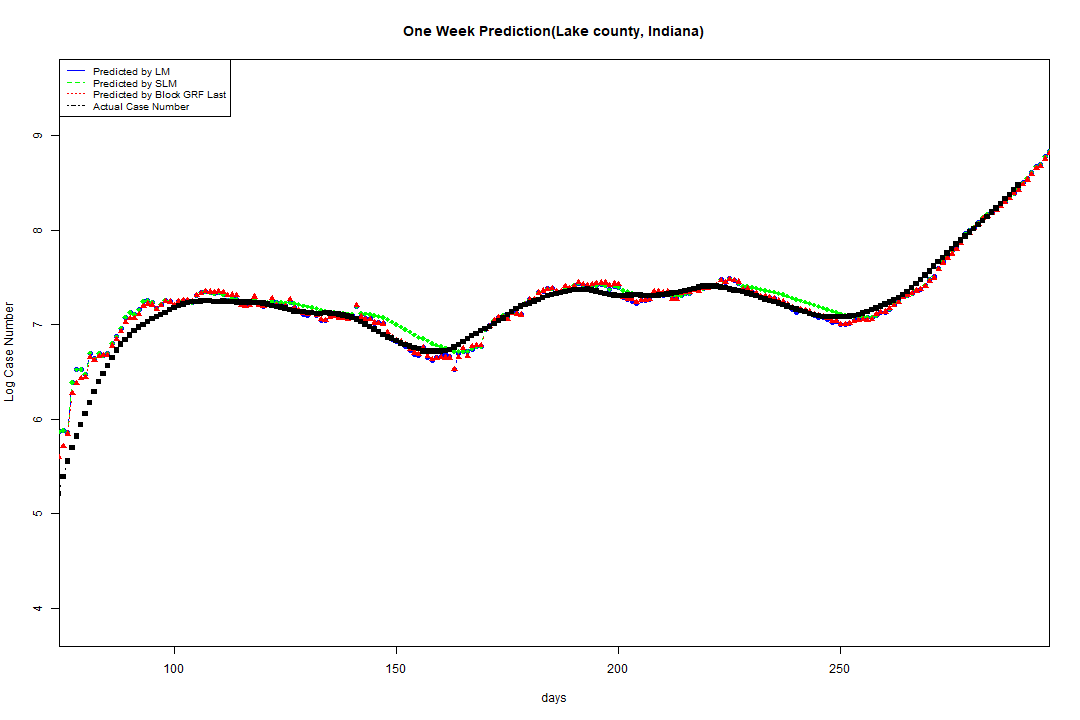 One Week Prediction(Lake county, Indiana)
Predicted by LM
Predicted by SLM
Predicted by Block GRF Last
Actual Case Number
9
8
7
6
5
4
Log Case Number
100 150 200 250
days